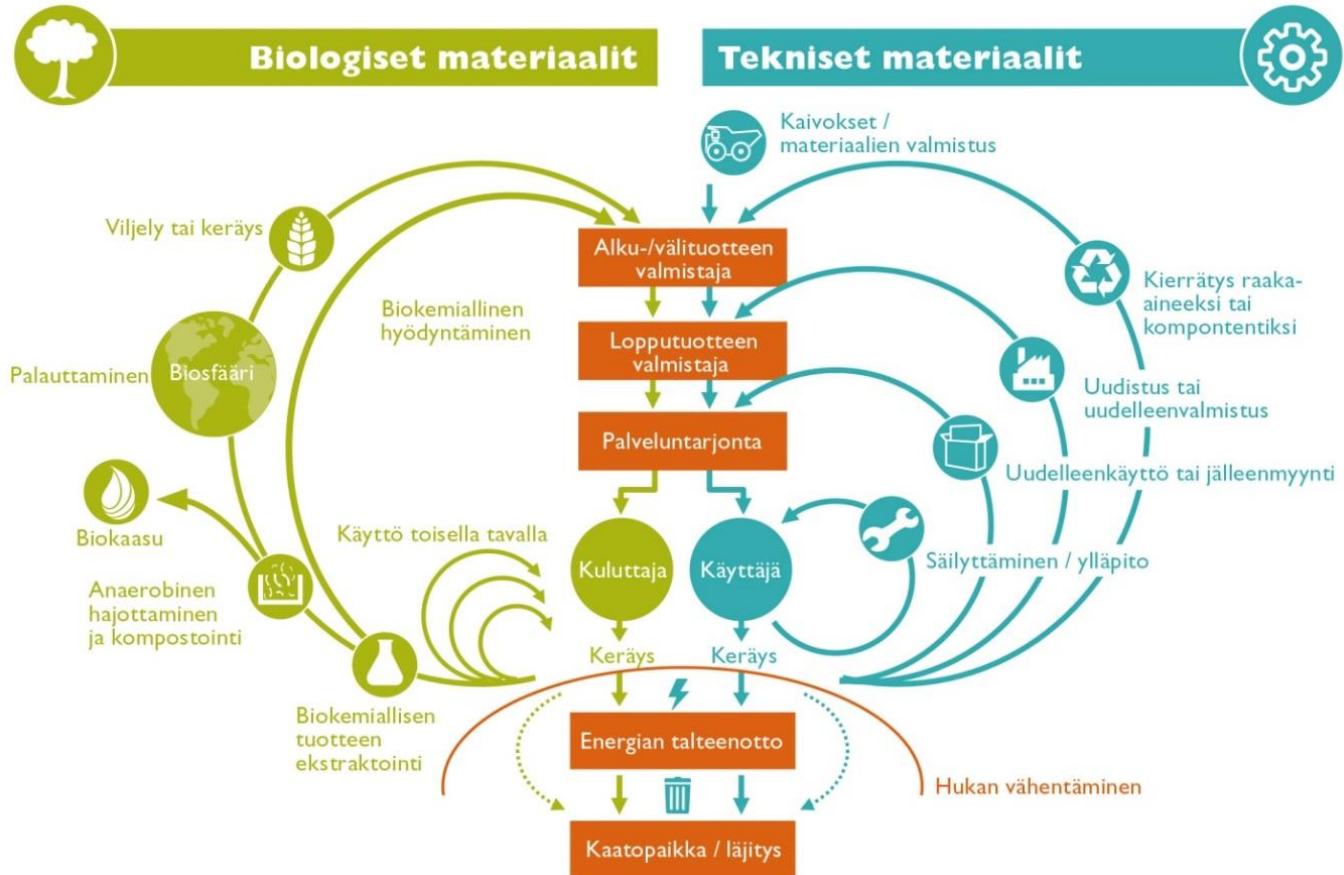 Biologiset materiaalit
Tekniset materiaalit
Kaivokset /
materiaalien valmistus
Viljely tai keräys
Alku-/välituotteen
valmistaja
Kierrätys raaka-
aineeksi tai
kompontentiksi
Biokemiallinen
hyödyntäminen
Lopputuotteen
valmistaja
Palauttaminen
Biosfääri
Uudistus tai
uudelleenvalmistus
Palveluntarjonta
Uudelleenkäyttö tai jälleenmyynti
Biokaasu
Käyttö toisella tavalla
Kuluttaja
Käyttäjä
Säilyttäminen / ylläpito
Anaerobinen
hajottaminen
ja kompostointi
Keräys
Keräys
Biokemiallisen
tuotteen
ekstraktointi
Energian talteenotto
Hukan vähentäminen
Kaatopaikka / läjitys